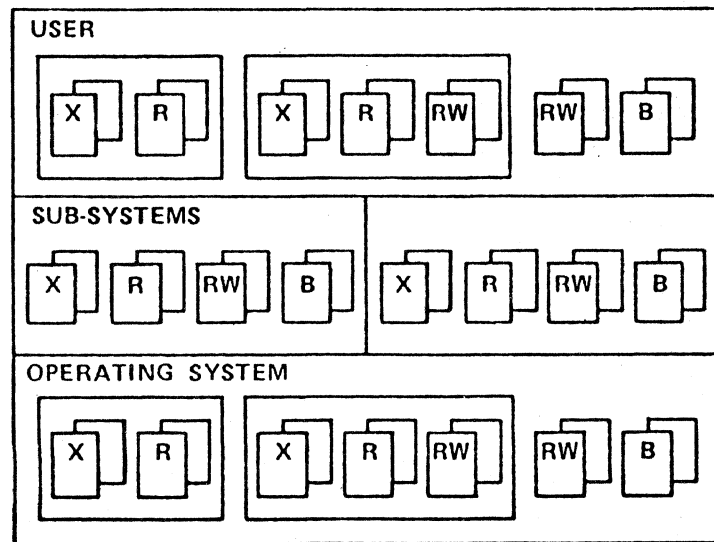 USER
X R X R RW RW B
SUB-SYSTEMS
X R RW B X R RW B
OPERATING SYSTEM
X R X R RW RW B